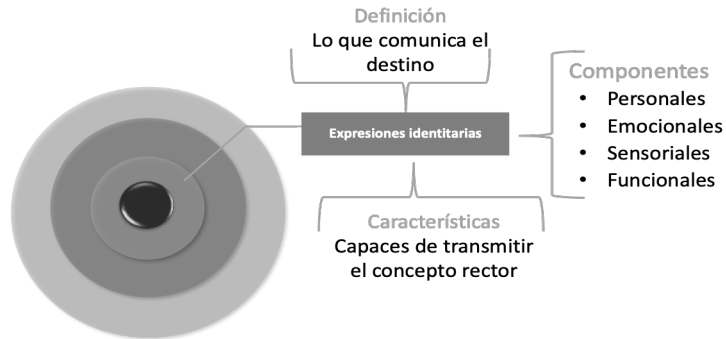 Definición
Lo que comunica el
destino
Expresiones identitarias
Componentes
• Personales
• Emocionales
• Sensoriales
• Funcionales
Características
Capaces de transmitir
el concepto rector